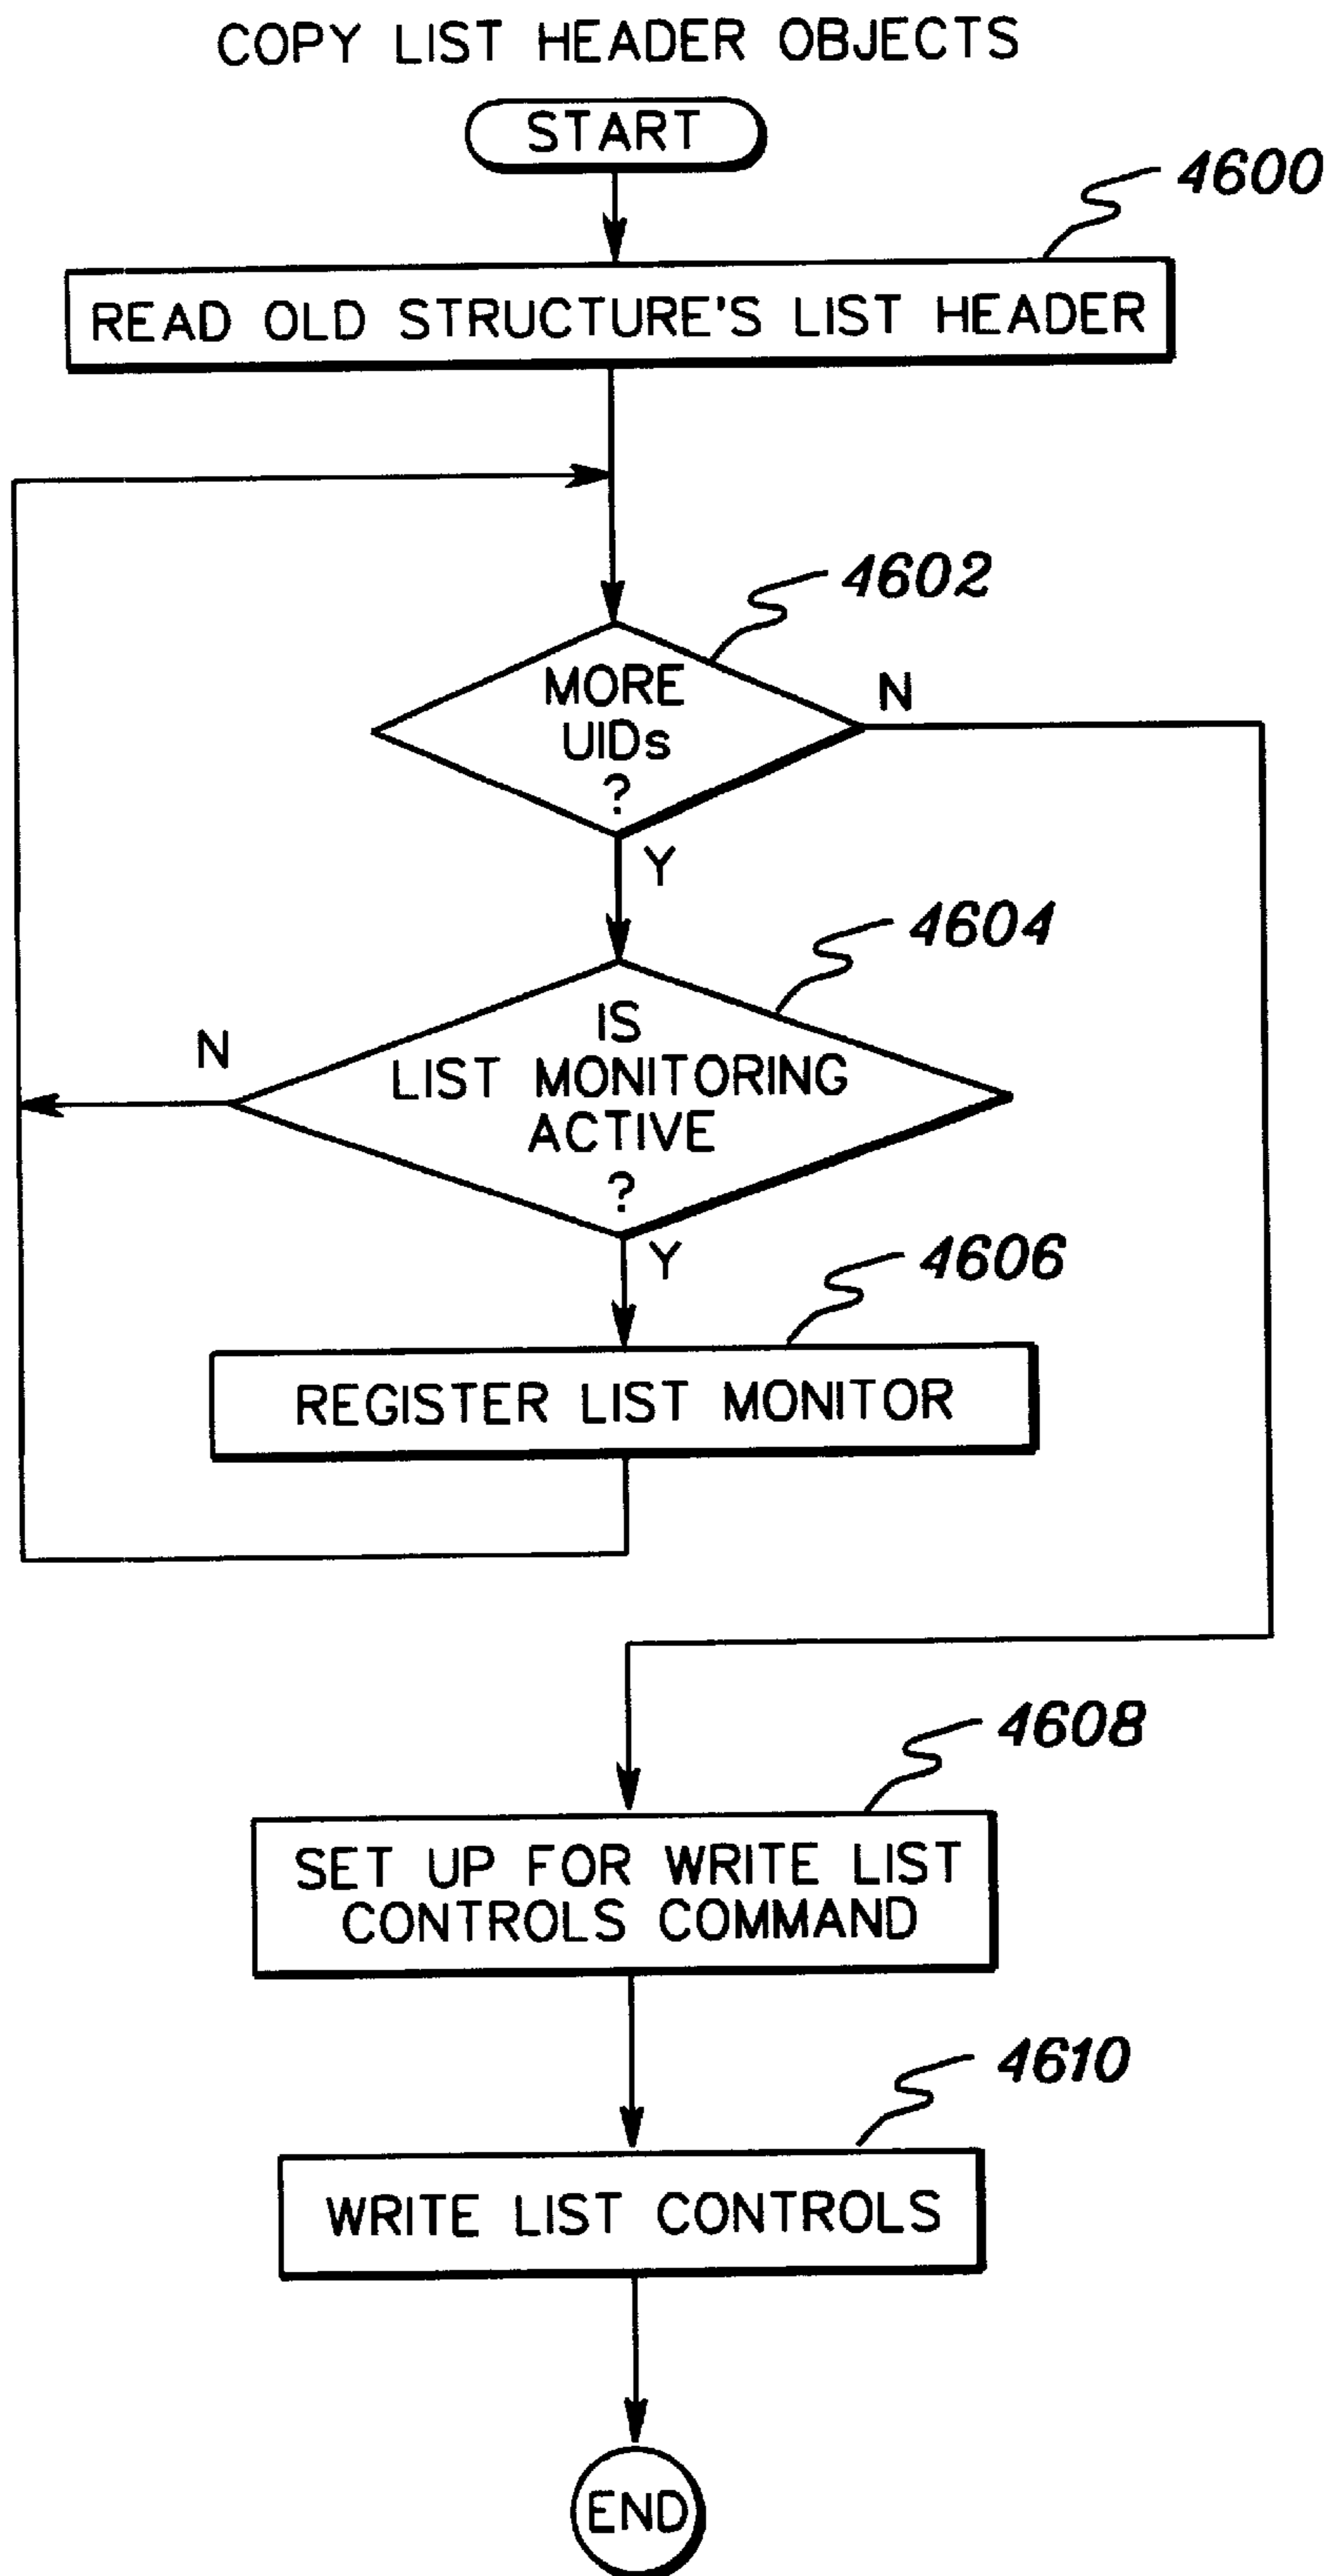 COPY LIST HEADER OBJECTS
START
4600
READ OLD STRUCTURE'S LIST HEADER
4602
MORE
UIDs
?
N
Y
4604
IS
LIST MONITORING
ACTIVE
?
N
Y
4606
REGISTER LIST MONITOR
4608
SET UP FOR WRITE LIST
CONTROLS COMMAND
4610
WRITE LIST CONTROLS
END